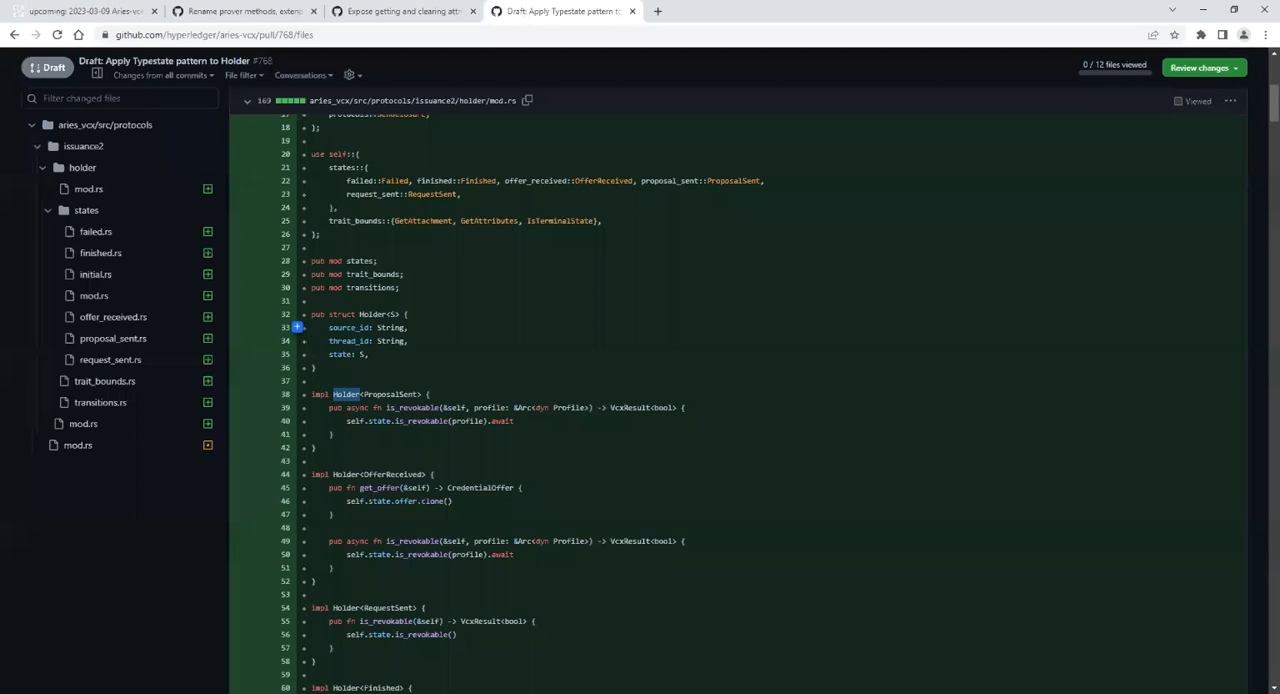 upcoming: 2023-03-09 Aries-vcx
Rename prover methods, extend
Expose getting and clearing attr
Draft: Apply Typestate pattern to
github.com/hyperledger/aries-vcx/pull/768/files
Draft
Draft: Apply Typestate pattern to Holder #768
Changes from all commits
File filter
Conversations
0 / 12 files viewed
Review changes
Filter changed files
aries_vcx/src/protocols
issuance2
holder
mod.rs
states
failed.rs
finished.rs
initial.rs
mod.rs
offer_received.rs
proposal_sent.rs
request_sent.rs
trait_bounds.rs
transitions.rs
mod.rs
mod.rs
169 aries_vcx/src/protocols/issuance2/holder/mod.rs
Viewed
18 + };
19 +
20 + use self::{
21 + states::{
22 + failed::Failed, finished::Finished, offer_received::OfferReceived, proposal_sent::ProposalSent,
23 + request_sent::RequestSent,
24 + },
25 + trait_bounds::{GetAttachment, GetAttributes, IsTerminalState},
26 + };
27 +
28 + pub mod states;
29 + pub mod trait_bounds;
30 + pub mod transitions;
31 +
32 + pub struct Holder<S> {
33 + source_id: String,
34 + thread_id: String,
35 + state: S,
36 + }
37 +
38 + impl Holder<ProposalSent> {
39 + pub async fn is_revokable(&self, profile: &Arc<dyn Profile>) -> VcxResult<bool> {
40 + self.state.is_revokable(profile).await
41 + }
42 + }
43 +
44 + impl Holder<OfferReceived> {
45 + pub fn get_offer(&self) -> CredentialOffer {
46 + self.state.offer.clone()
47 + }
48 +
49 + pub async fn is_revokable(&self, profile: &Arc<dyn Profile>) -> VcxResult<bool> {
50 + self.state.is_revokable(profile).await
51 + }
52 + }
53 +
54 + impl Holder<RequestSent> {
55 + pub fn is_revokable(&self) -> VcxResult<bool> {
56 + self.state.is_revokable()
57 + }
58 + }
59 +
60 + impl Holder<Finished> {